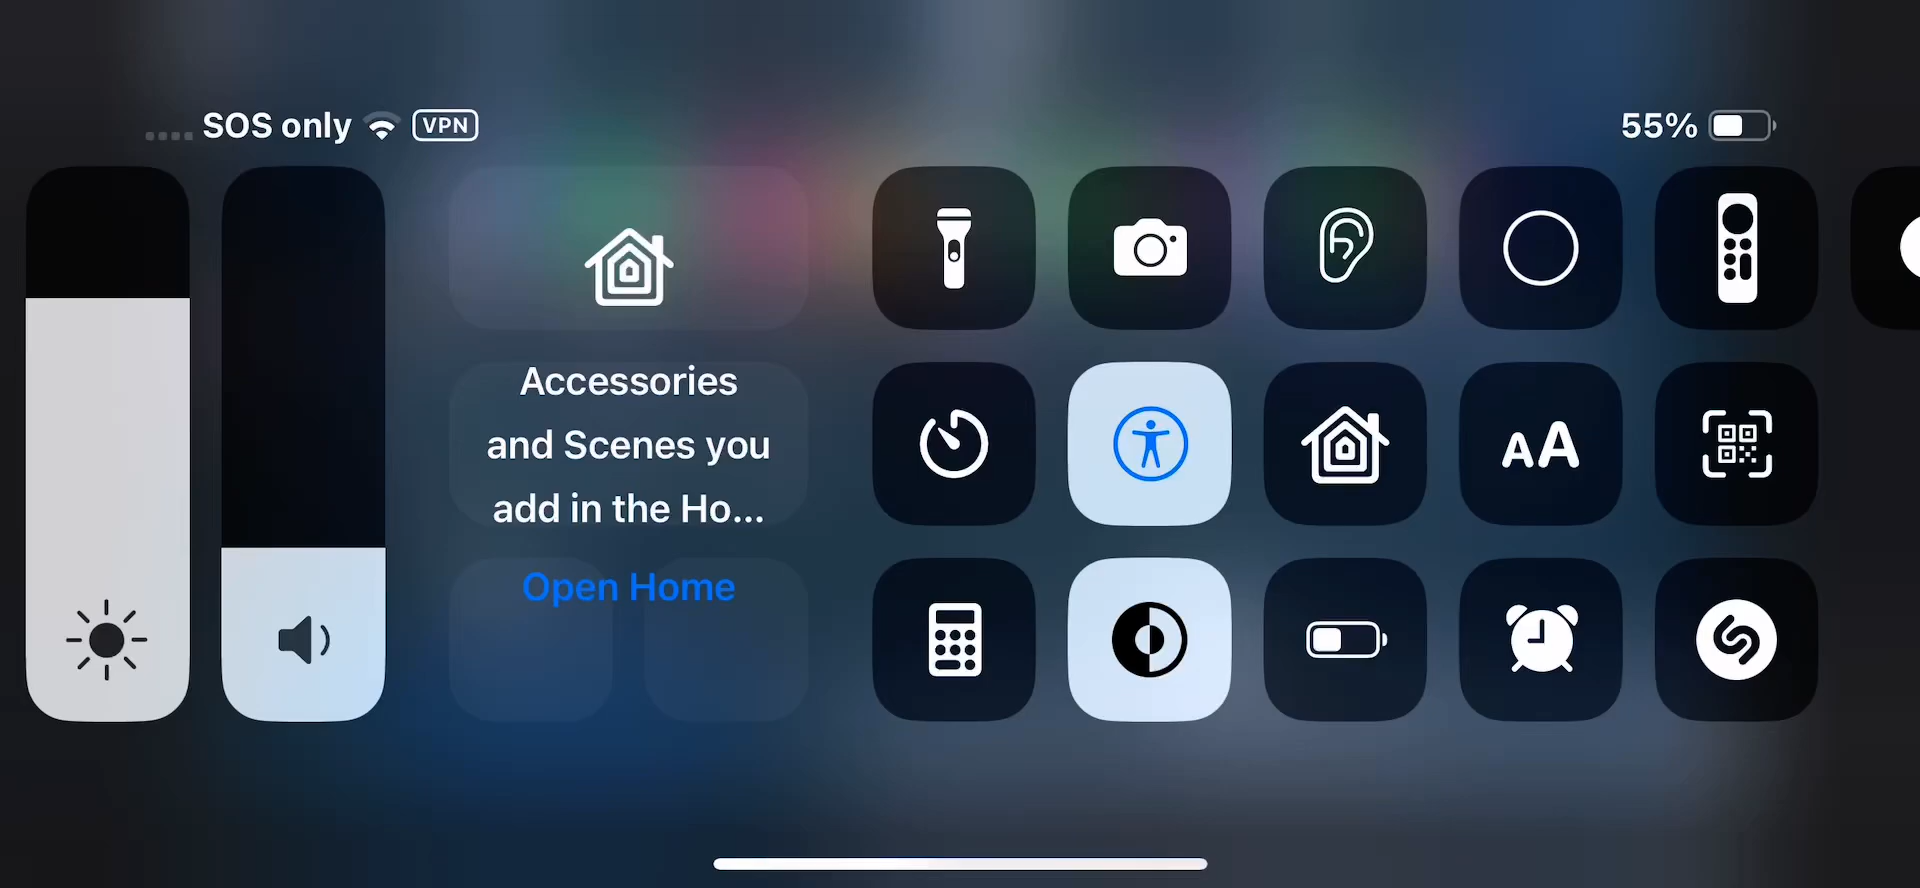 SOS only
VPN
55%
Accessories
and Scenes you
add in the Ho...
Open Home
AA